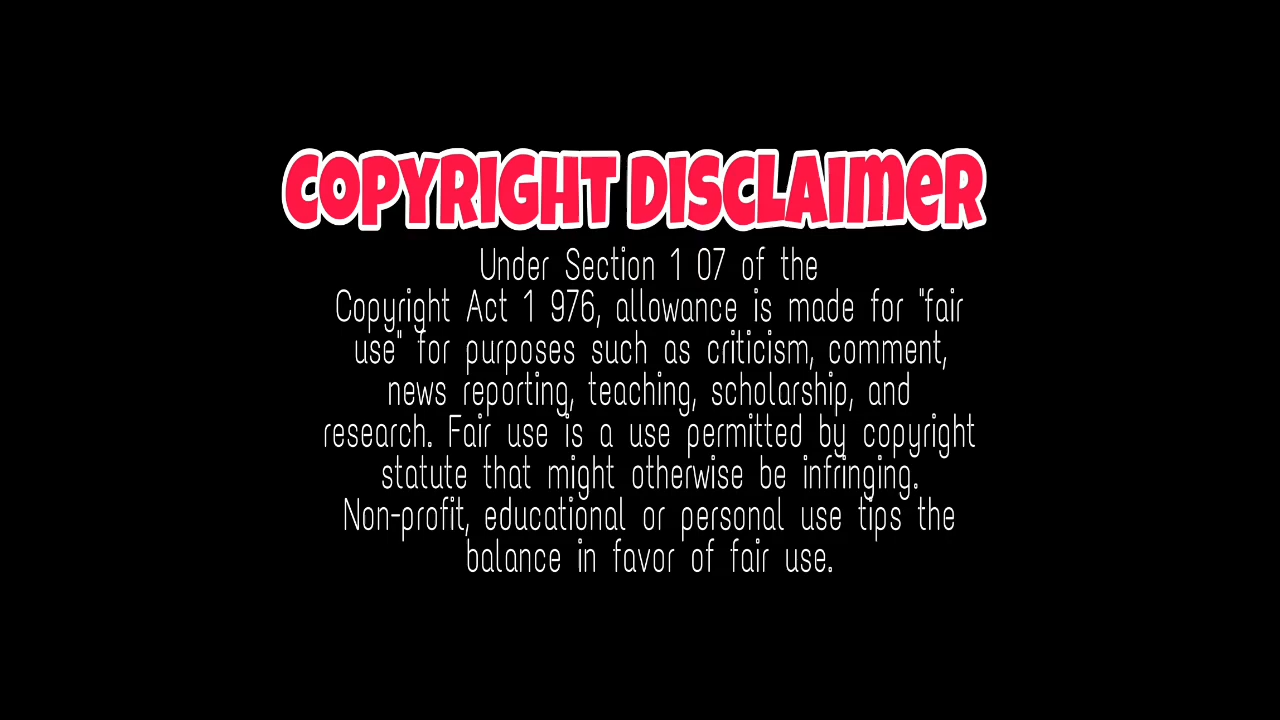 COPYRIGHT DISCLAIMER
Under Section 1 07 of the
Copyright Act 1 976, allowance is made for "fair
use" for purposes such as criticism, comment,
news reporting, teaching, scholarship, and
research. Fair use is a use permitted by copyright
statute that might otherwise be infringing.
Non-profit, educational or personal use tips the
balance in favor of fair use.